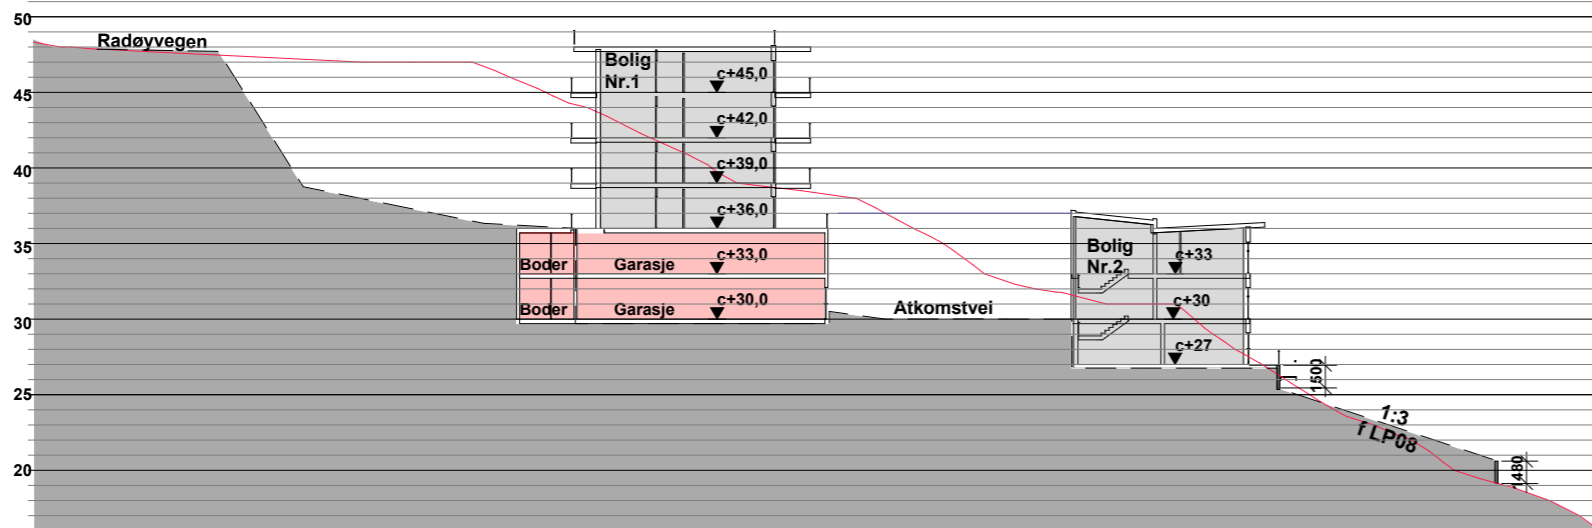 50
Radøyvegen
Bolig
Nr.1
c+45,0
45
c+42,0
40
c+39,0
c+36,0
35
Boder
Garasje
c+33,0
Bolig
Nr.2
c+33
Boder
Garasje
c+30,0
Atkomstvei
c+30
30
c+27
1500
25
1:3
f LP08
20
1480